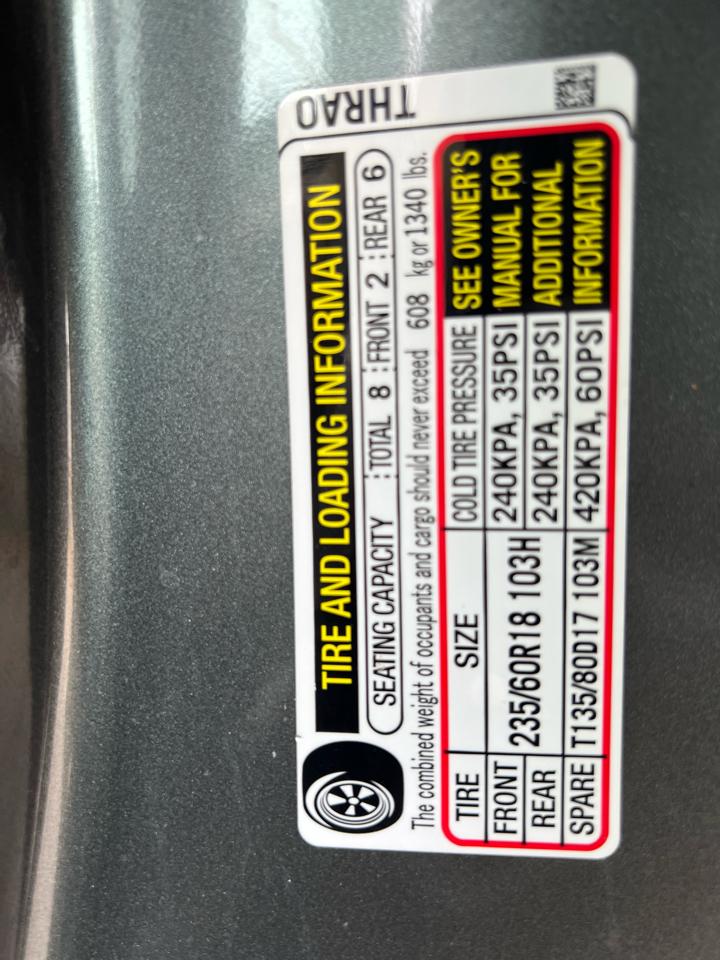 TIRE AND LOADING INFORMATION
SEATING CAPACITY TOTAL 8 FRONT 2 REAR 6
The combined weight of occupants and cargo should never exceed 608 kg or 1340 lbs.
TIRE SIZE COLD TIRE PRESSURE
FRONT 235/60R18 103H 240KPA, 35PSI
REAR 240KPA, 35PSI
SPARE T135/80D17 103M 420KPA, 60PSI
SEE OWNER'S
MANUAL FOR
ADDITIONAL
INFORMATION
THRAO